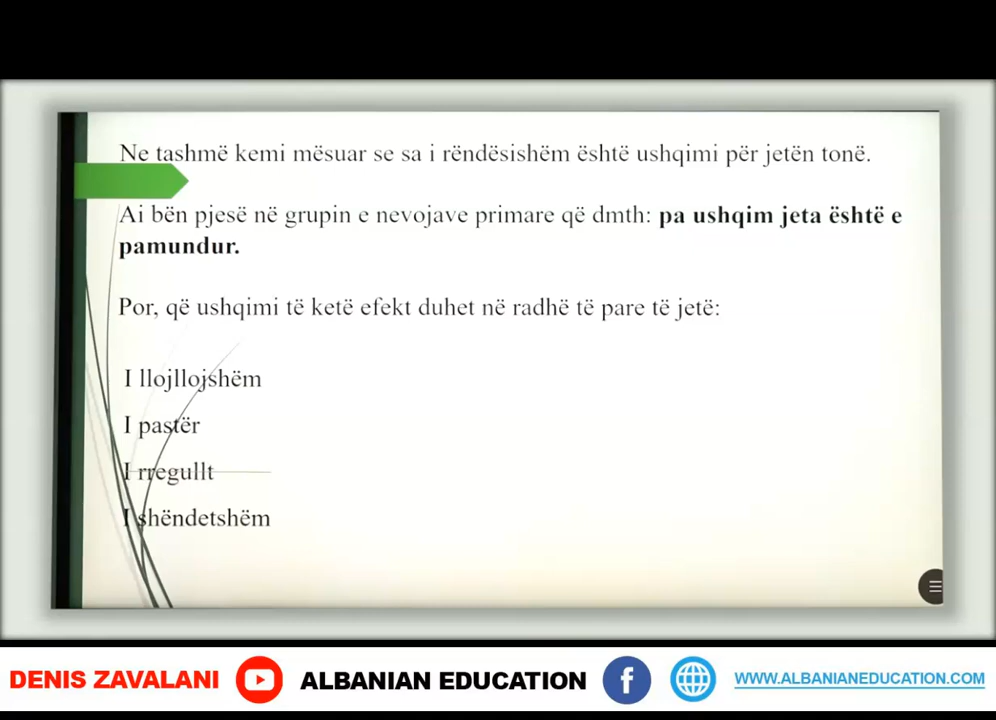 Ne tashmë kemi mësuar se sa i rëndësishëm është ushqimi për jetën tonë.
Ai bën pjesë në grupin e nevojave primare që dmth: pa ushqim jeta është e
pamundur.
Por, që ushqimi të ketë efekt duhet në radhë të pare të jetë:
I llojllojshëm
I pastër
I rregullt
I shëndetshëm
DENIS ZAVALANI ALBANIAN EDUCATION WWW.ALBANIANEDUCATION.COM